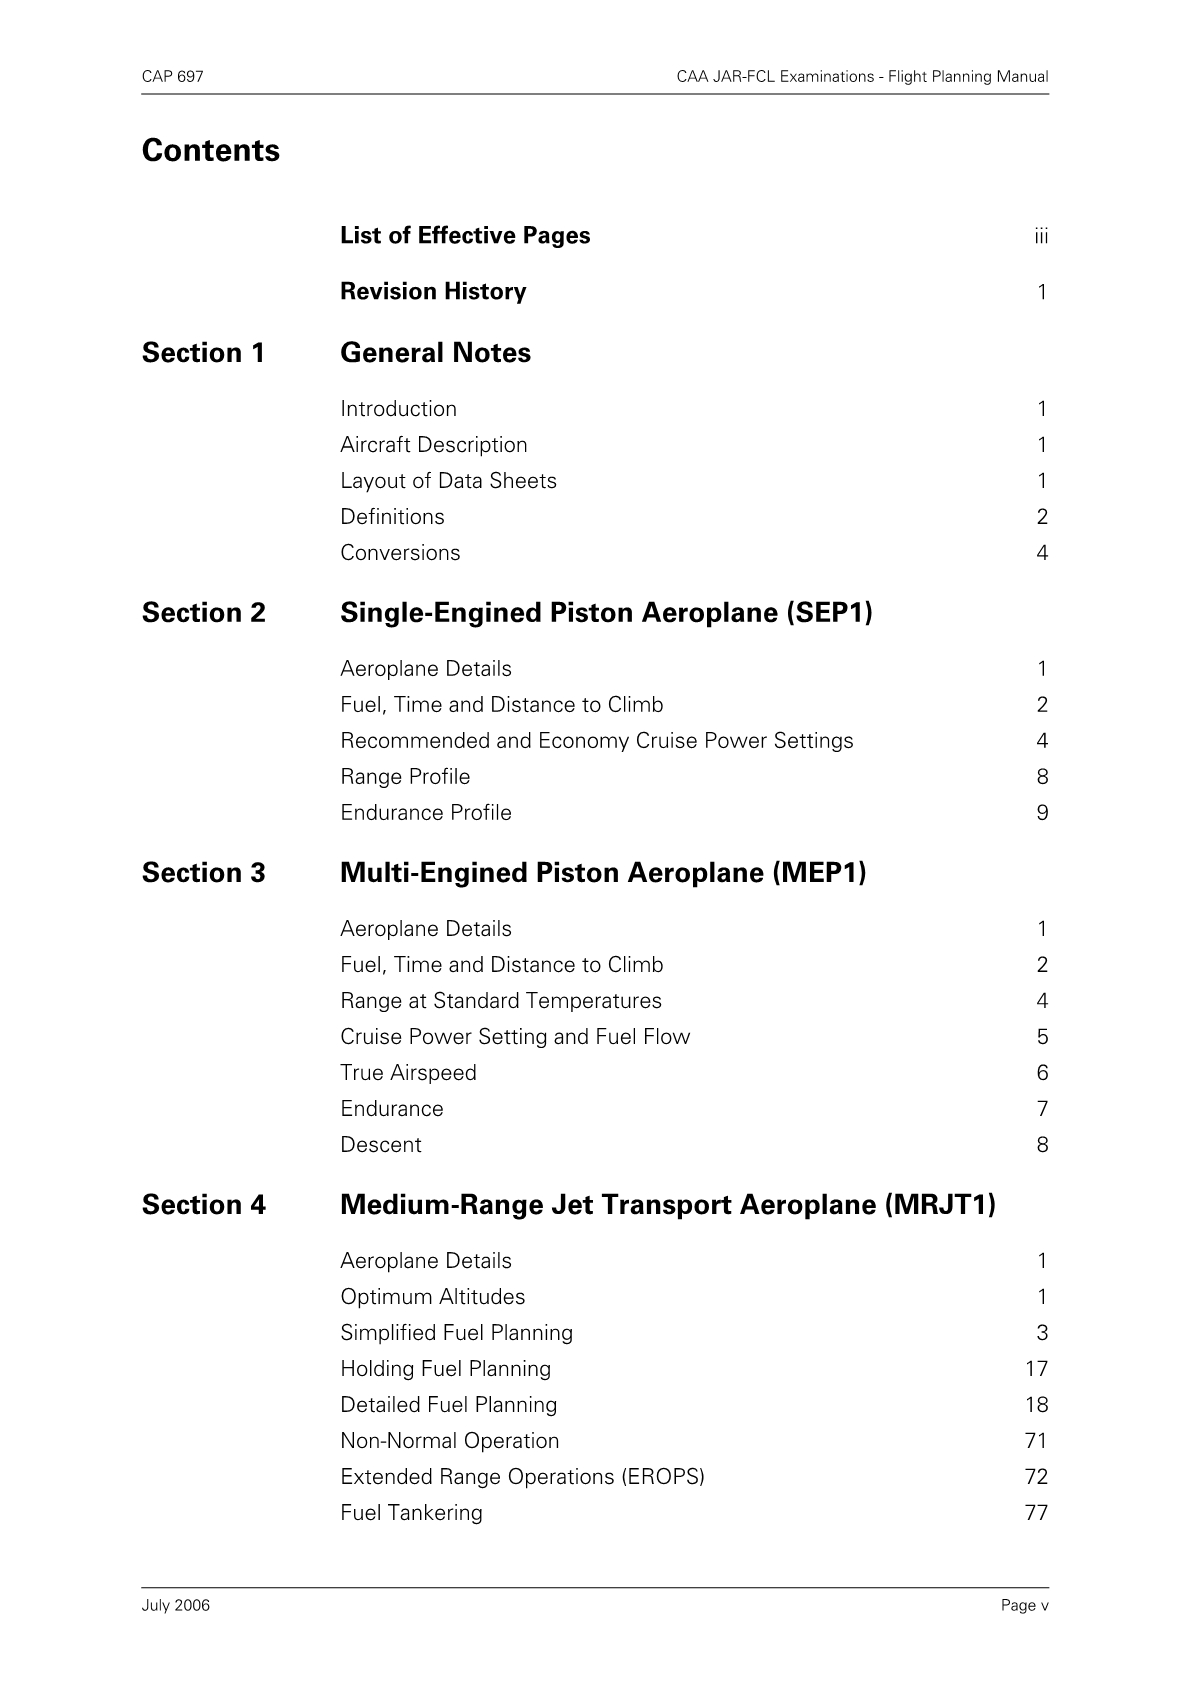 CAP 697 CAA JAR-FCL Examinations - Flight Planning Manual
Contents
List of Effective Pages iii
Revision History 1
Section 1 General Notes
Introduction 1
Aircraft Description 1
Layout of Data Sheets 1
Definitions 2
Conversions 4
Section 2 Single-Engined Piston Aeroplane (SEP1)
Aeroplane Details 1
Fuel, Time and Distance to Climb 2
Recommended and Economy Cruise Power Settings 4
Range Profile 8
Endurance Profile 9
Section 3 Multi-Engined Piston Aeroplane (MEP1)
Aeroplane Details 1
Fuel, Time and Distance to Climb 2
Range at Standard Temperatures 4
Cruise Power Setting and Fuel Flow 5
True Airspeed 6
Endurance 7
Descent 8
Section 4 Medium-Range Jet Transport Aeroplane (MRJT1)
Aeroplane Details 1
Optimum Altitudes 1
Simplified Fuel Planning 3
Holding Fuel Planning 17
Detailed Fuel Planning 18
Non-Normal Operation 71
Extended Range Operations (EROPS) 72
Fuel Tankering 77
July 2006 Page v